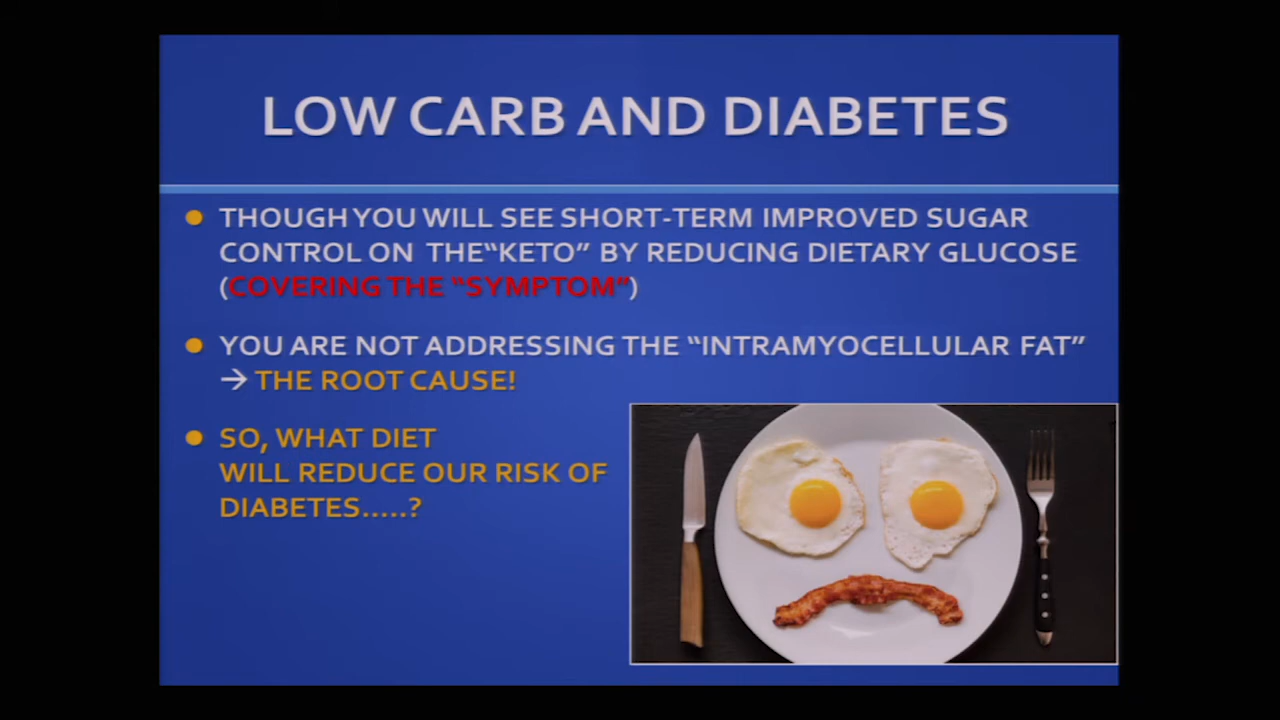 LOW CARB AND DIABETES
THOUGH YOU WILL SEE SHORT-TERM IMPROVED SUGAR
CONTROL ON THE“KETO” BY REDUCING DIETARY GLUCOSE
(COVERING THE “SYMPTOM”)
YOU ARE NOT ADDRESSING THE “INTRAMYOCELLULAR FAT”
→ THE ROOT CAUSE!
SO, WHAT DIET
WILL REDUCE OUR RISK OF
DIABETES.....?